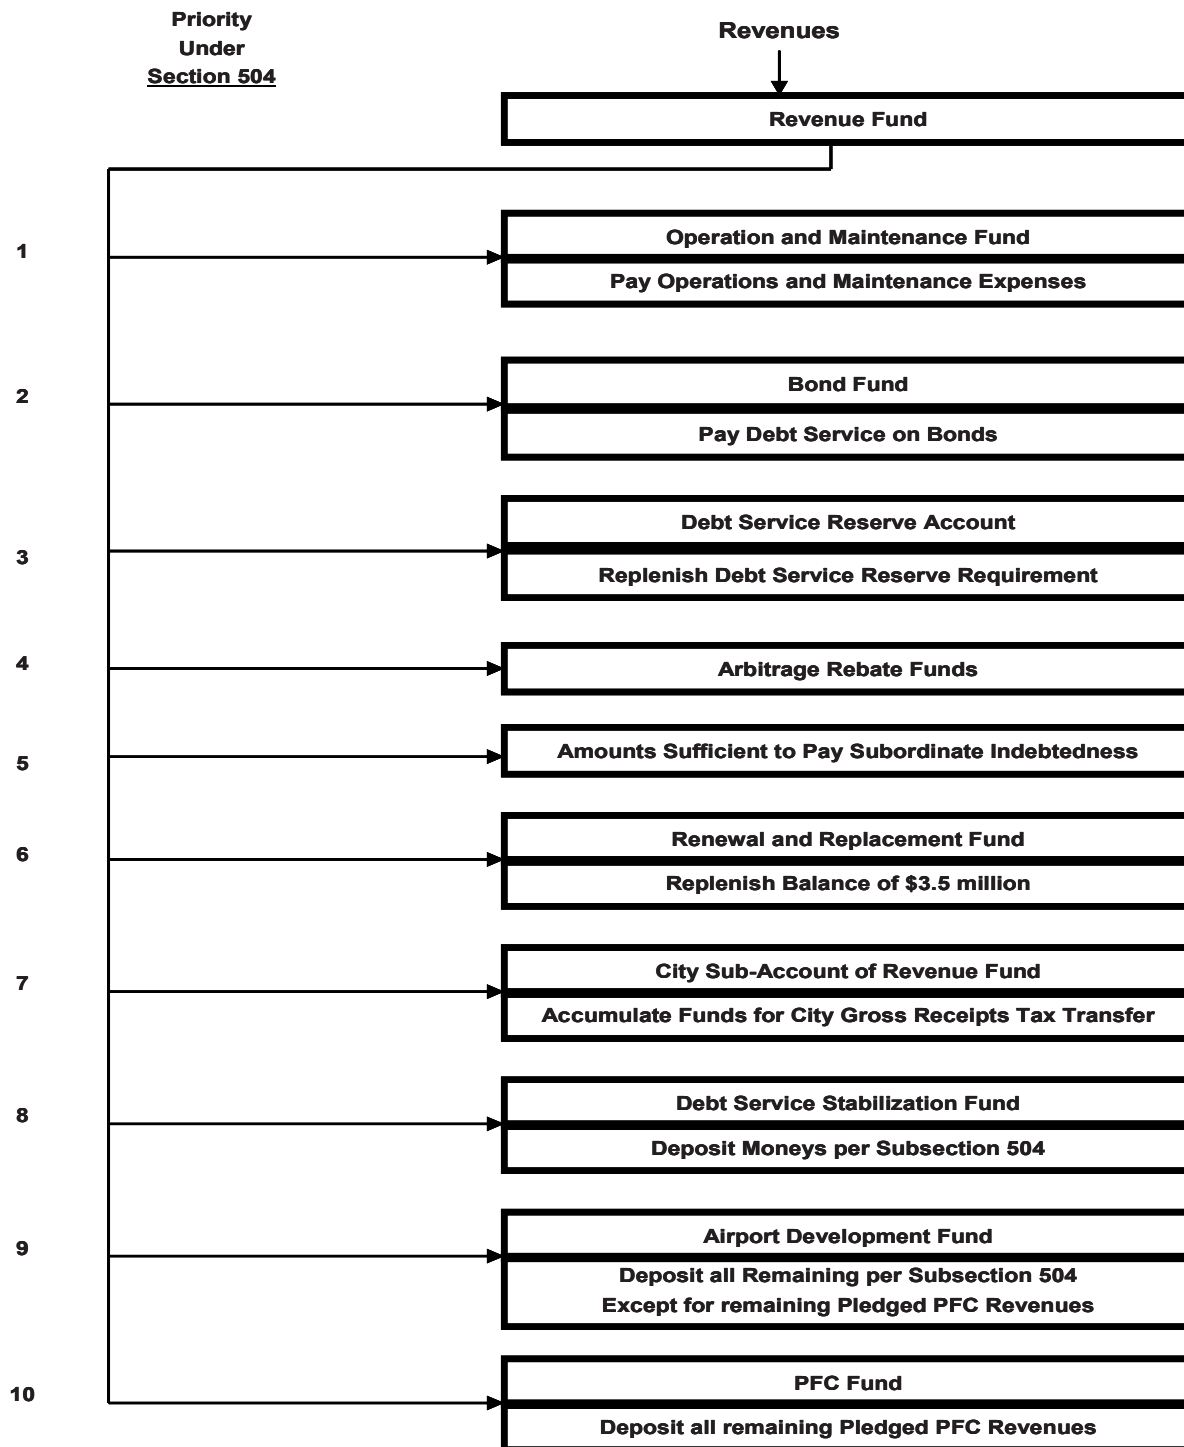 Priority
Under
Section 504
Revenues
Revenue Fund
1
Operation and Maintenance Fund
Pay Operations and Maintenance Expenses
2
Bond Fund
Pay Debt Service on Bonds
3
Debt Service Reserve Account
Replenish Debt Service Reserve Requirement
4
Arbitrage Rebate Funds
5
Amounts Sufficient to Pay Subordinate Indebtedness
6
Renewal and Replacement Fund
Replenish Balance of $3.5 million
7
City Sub-Account of Revenue Fund
Accumulate Funds for City Gross Receipts Tax Transfer
8
Debt Service Stabilization Fund
Deposit Moneys per Subsection 504
9
Airport Development Fund
Deposit all Remaining per Subsection 504
Except for remaining Pledged PFC Revenues
10
PFC Fund
Deposit all remaining Pledged PFC Revenues